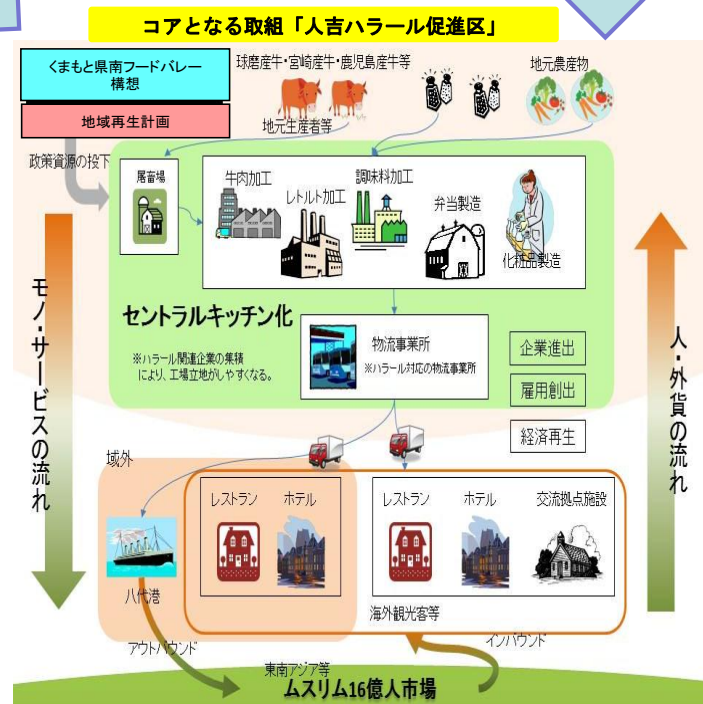 コアとなる取組「人吉ハラール促進区」
くまもと県南フードバレー
構想
地域再生計画
球磨産牛・宮崎産牛・鹿児島産牛等
地元農産物
地元生産者等
政策資源の投下
屠畜場
牛肉加工
レトルト加工
調味料加工
弁当製造
化粧品製造
セントラルキッチン化
※ハラール関連企業の集積
により、工場立地がしやすくなる。
物流事業所
※ハラール対応の物流事業所
企業進出
雇用創出
経済再生
モノ・サービスの流れ
人・外貨の流れ
域外
レストラン
ホテル
レストラン
ホテル
交流拠点施設
八代港
海外観光客等
アウトバウンド
インバウンド
東南アジア等
ムスリム16億人市場